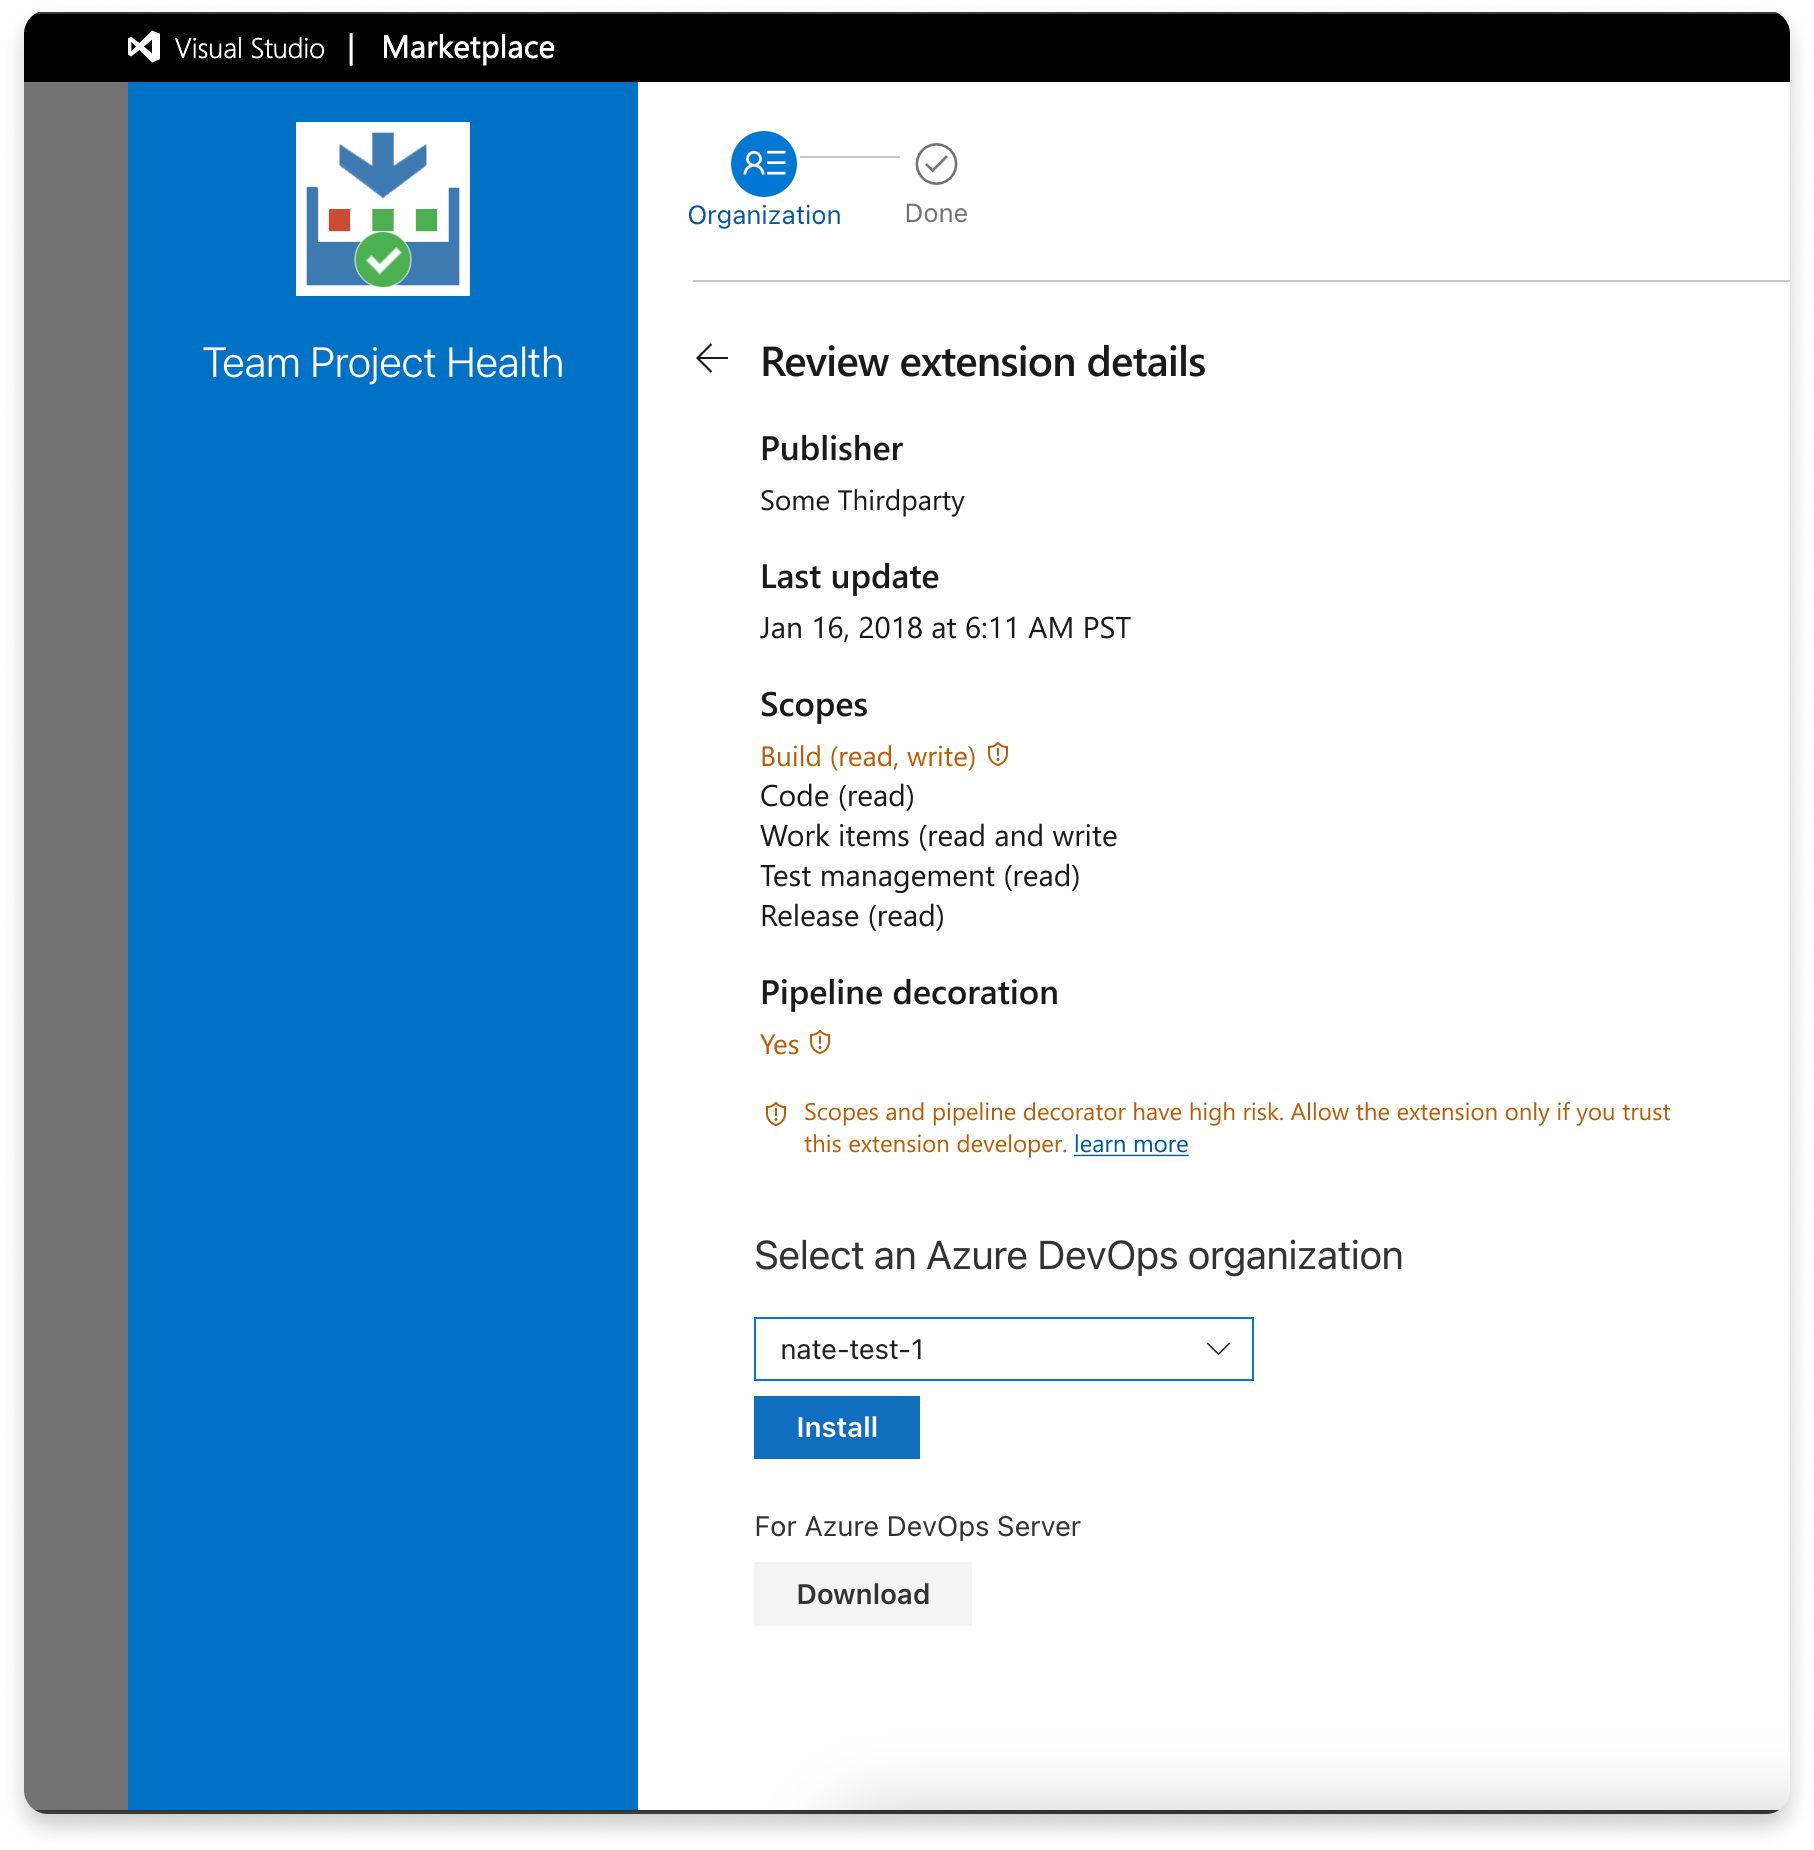 Visual Studio | Marketplace
Team Project Health
Organization
Done
Review extension details
Publisher
Some Thirdparty
Last update
Jan 16, 2018 at 6:11 AM PST
Scopes
Build (read, write)
Code (read)
Work items (read and write
Test management (read)
Release (read)
Pipeline decoration
Yes
Scopes and pipeline decorator have high risk. Allow the extension only if you trust
this extension developer. learn more
Select an Azure DevOps organization
nate-test-1
Install
For Azure DevOps Server
Download